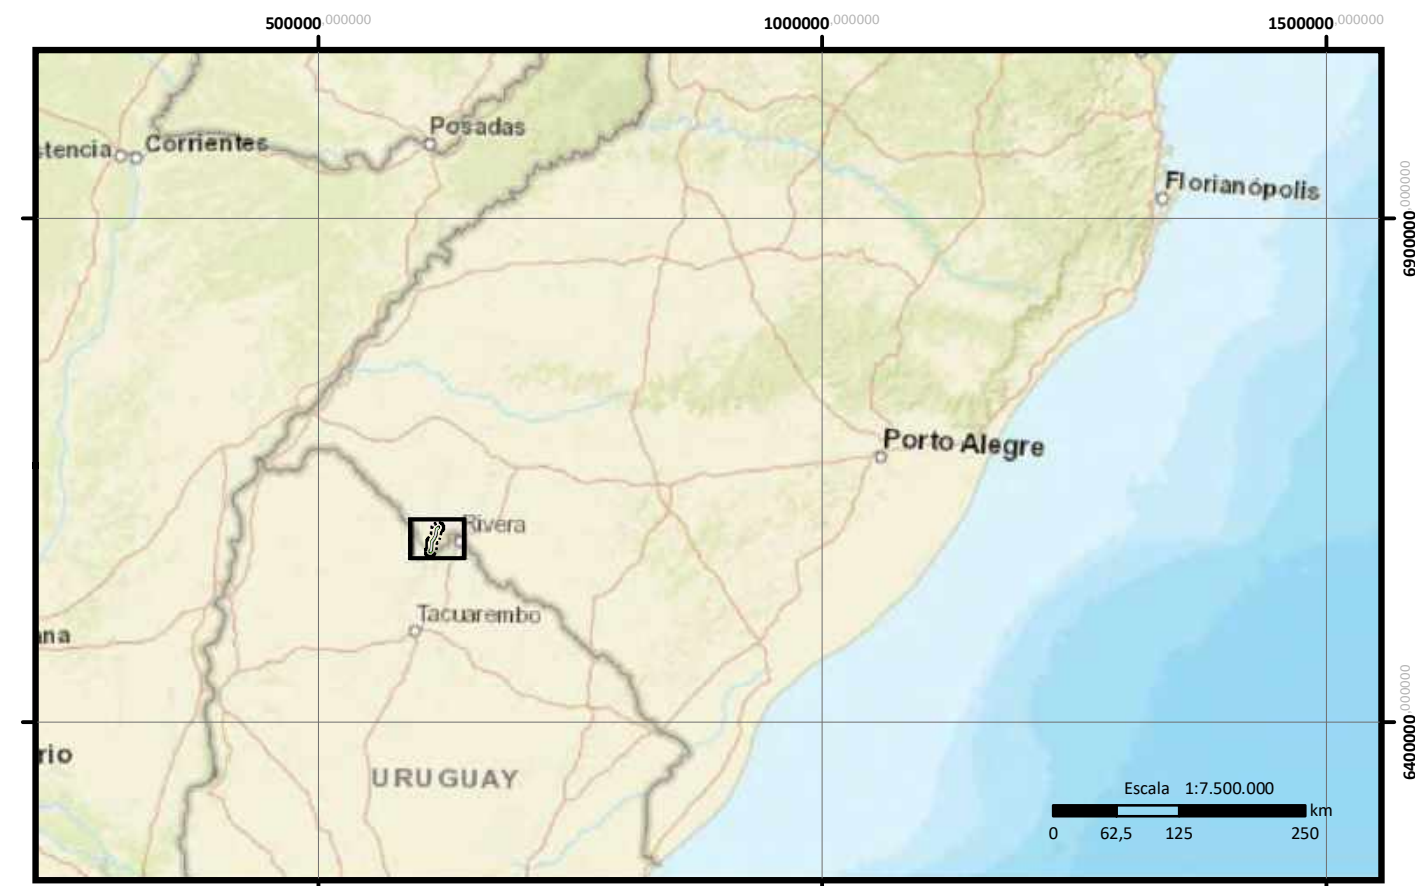 500000,000000 1000000,000000 1500000,000000
Posadas
stencia Corrientes
Florianópolis
6900000,000000
Porto Alegre
Rivera
Tacuarembo
ana
6400000,000000
rio
URUGUAY
Escala 1:7.500.000
km
0 62,5 125 250